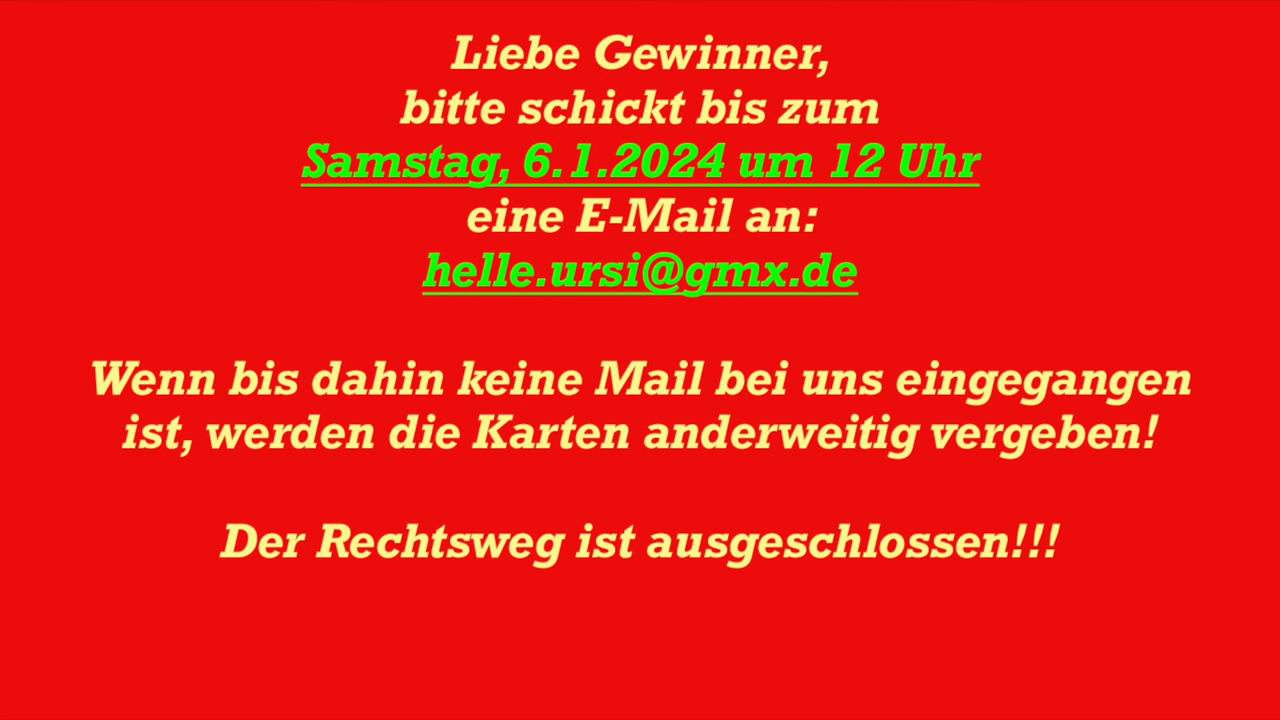 Liebe Gewinner,
bitte schickt bis zum
Samstag, 6.1.2024 um 12 Uhr
eine E-Mail an:
helle.ursi@gmx.de
Wenn bis dahin keine Mail bei uns eingegangen
ist, werden die Karten anderweitig vergeben!
Der Rechtsweg ist ausgeschlossen!!!